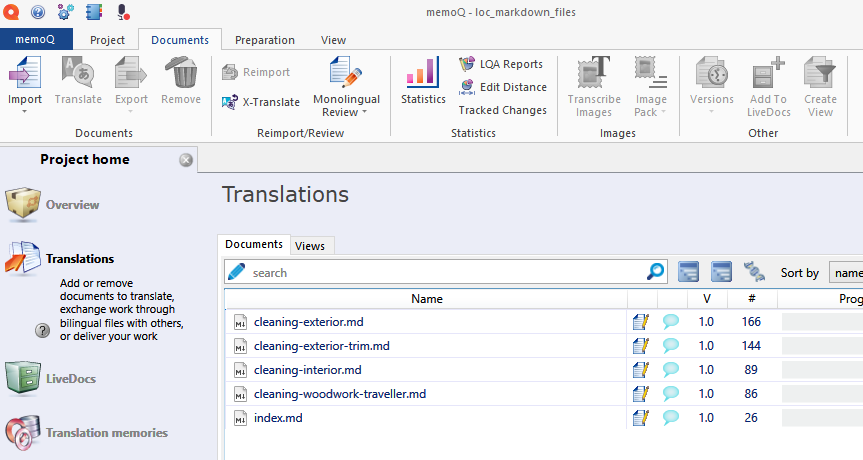 memoQ - loc_markdown_files
memoQ Project Documents Preparation View
Import Translate Export Remove
Documents
Reimport
X-Translate
Monolingual Review
Reimport/Review
Statistics
LQA Reports
Edit Distance
Tracked Changes
Statistics
Transcribe Images
Image Pack
Images
Versions
Add To LiveDocs
Create View
Other
Project home
Overview
Translations
Add or remove
documents to translate,
exchange work through
bilingual files with others,
or deliver your work
LiveDocs
Translation memories
Translations
Documents Views
search Sort by name
Name V # Prog
cleaning-exterior.md 1.0 166
cleaning-exterior-trim.md 1.0 144
cleaning-interior.md 1.0 89
cleaning-woodwork-traveller.md 1.0 86
index.md 1.0 26